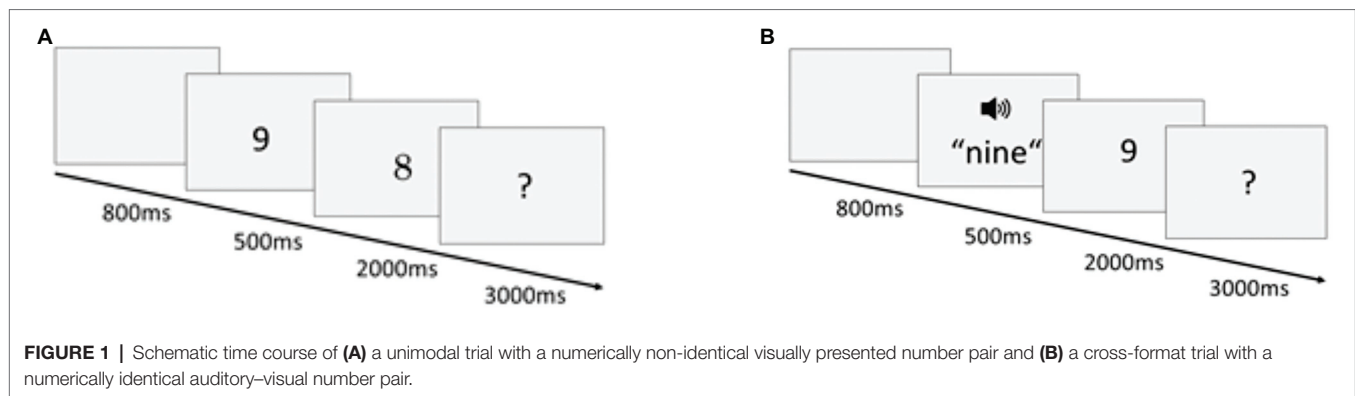 A
B
9
8
?
800ms
500ms
2000ms
3000ms
“nine“
9
?
800ms
500ms
2000ms
3000ms
FIGURE 1 | Schematic time course of (A) a unimodal trial with a numerically non-identical visually presented number pair and (B) a cross-format trial with a
numerically identical auditory–visual number pair.